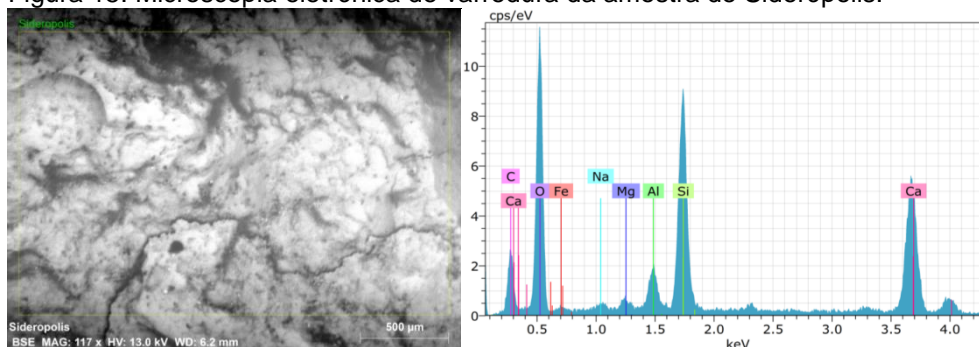 Figura 15: Microscopia eletrônica de varredura da amostra de Siderópolis.
Sideropolis
Sideropolis
BSE MAG: 117 x HV: 13.0 kV WD: 6.2 mm
500 µm
cps/eV
10
8
6
4
2
0
C
Ca
O
Fe
Na
Mg
Al
Si
Ca
0.5
1.0
1.5
2.0
2.5
3.0
3.5
4.0
keV